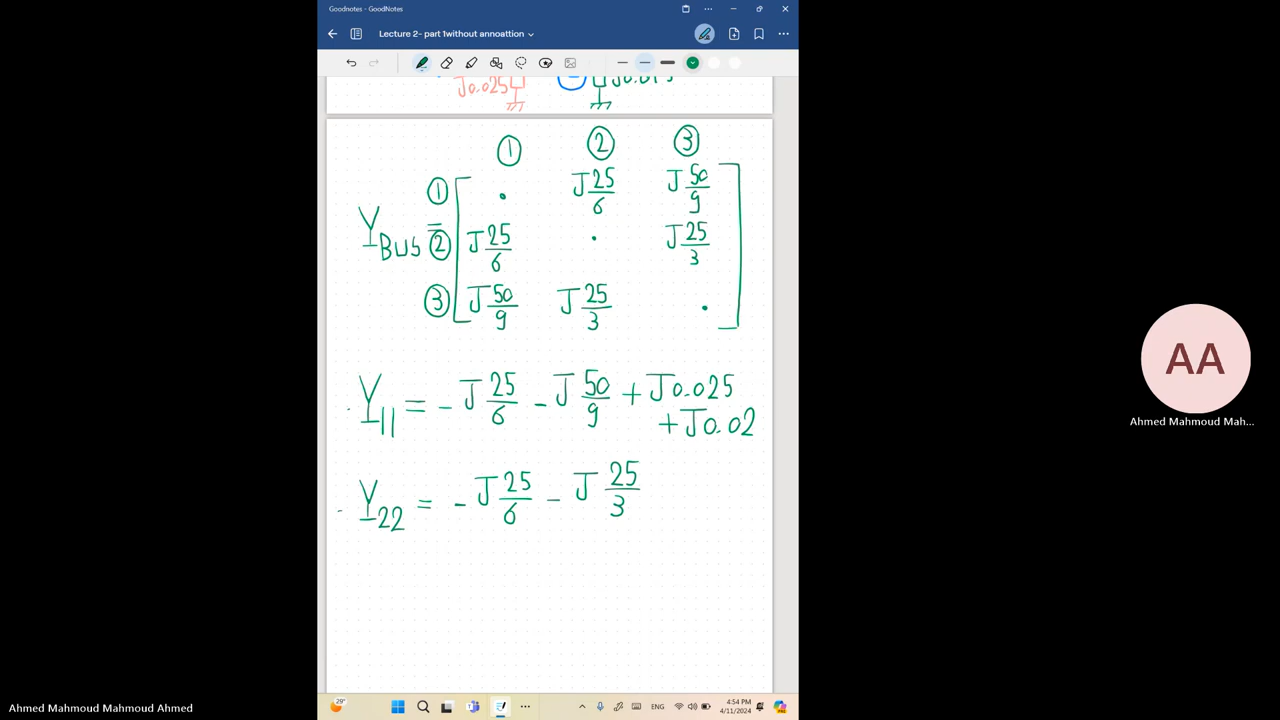 Goodnotes - GoodNotes
Lecture 2- part 1without annoattion
J0.025
① ② ③
① . J25/6 J50/9
YBus = ② J25/6 . J25/3
③ J50/9 J25/3 .
Y11 = - J25/6 - J50/9 + J0.025
+ J0.02
Y22 = - J25/6 - J25/3
AA
Ahmed Mahmoud Mah...
Ahmed Mahmoud Mahmoud Ahmed
29°
ENG
4:54 PM
4/11/2024